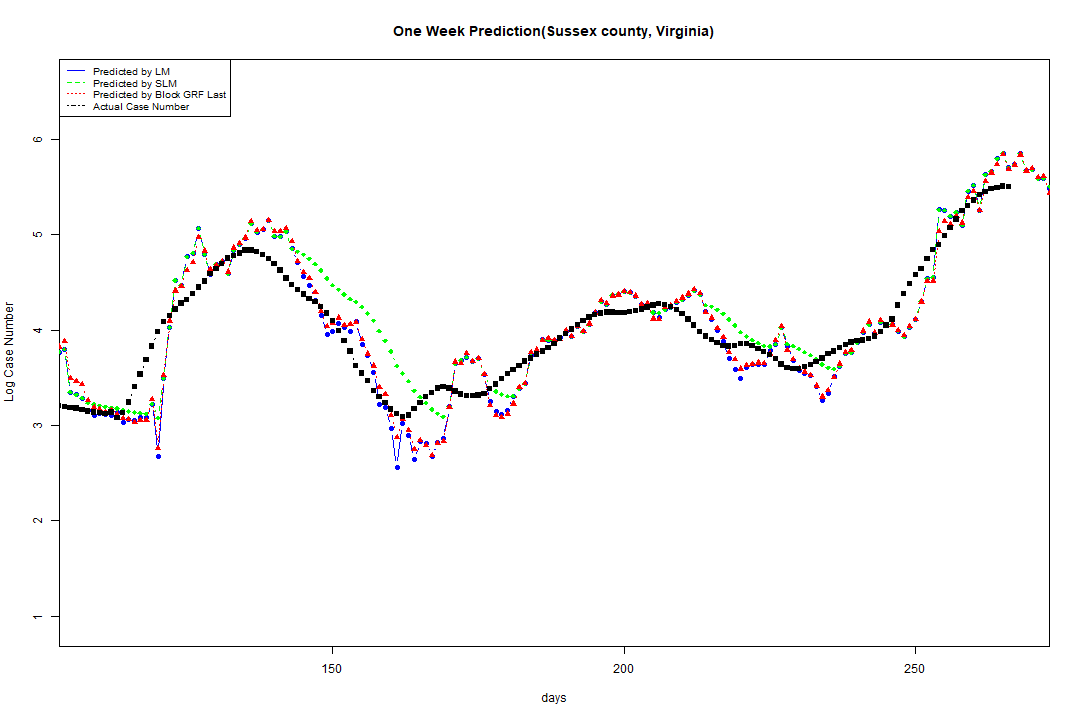 One Week Prediction(Sussex county, Virginia)
Predicted by LM
Predicted by SLM
Predicted by Block GRF Last
Actual Case Number
6
5
4
3
2
1
Log Case Number
150
200
250
days